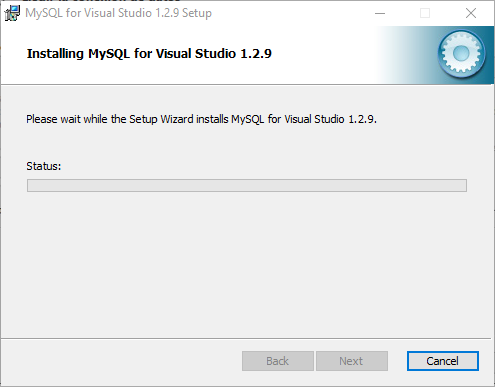 MySQL for Visual Studio 1.2.9 Setup
Installing MySQL for Visual Studio 1.2.9
Please wait while the Setup Wizard installs MySQL for Visual Studio 1.2.9.
Status:
Back Next Cancel